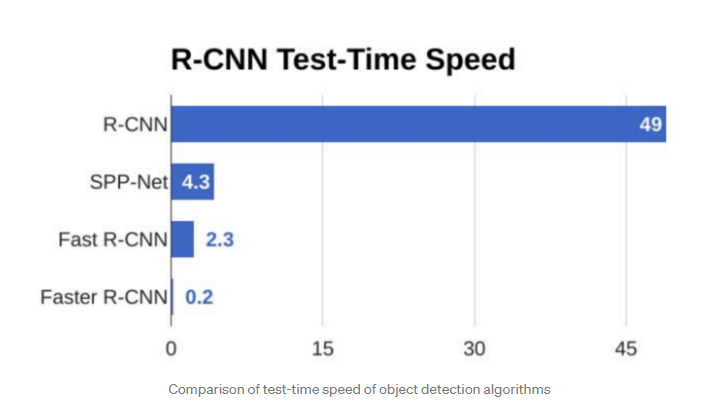 R-CNN Test-Time Speed
R-CNN 49
SPP-Net 4.3
Fast R-CNN 2.3
Faster R-CNN 0.2
0 15 30 45
Comparison of test-time speed of object detection algorithms